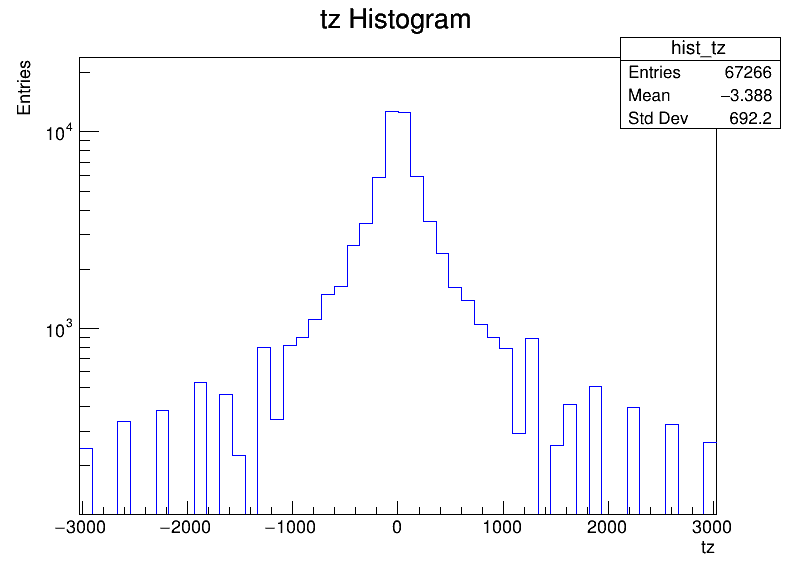 tz Histogram
hist_tz
Entries 67266
Mean −3.388
Std Dev 692.2
Entries
10^4
10^3
−3000 −2000 −1000 0 1000 2000 3000
tz